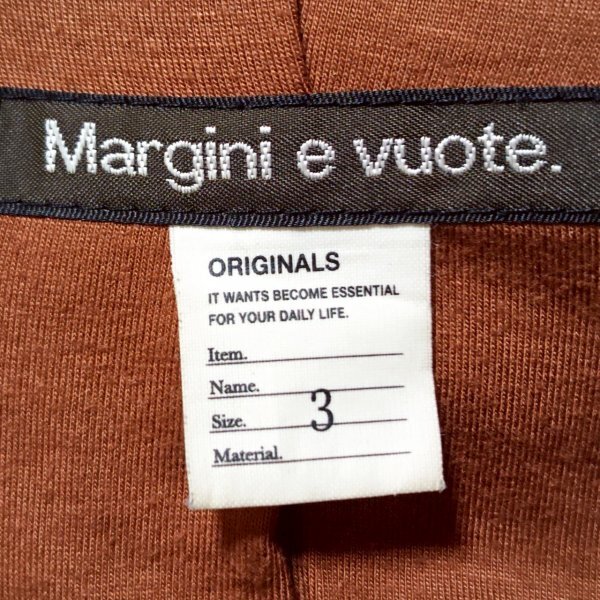 Margini e vuote.
ORIGINALS
IT WANTS BECOME ESSENTIAL
FOR YOUR DAILY LIFE.
Item.
Name.
Size. 3
Material.